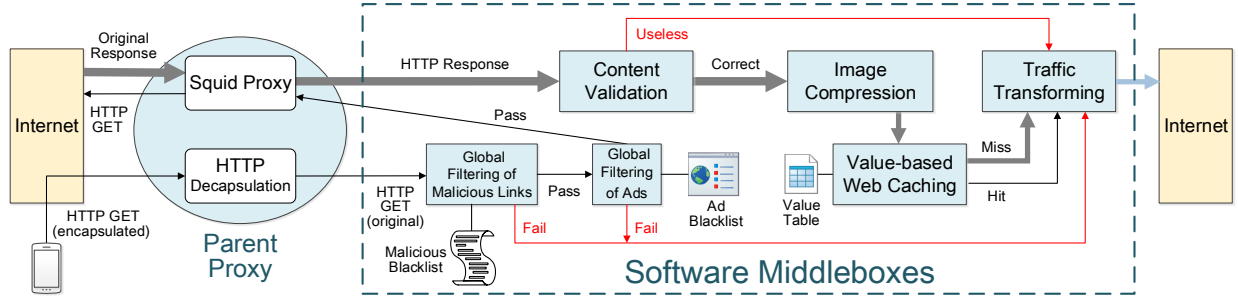 Internet
Original
Response
HTTP
GET
HTTP GET
(encapsulated)
Squid Proxy
HTTP
Decapsulation
Parent
Proxy
HTTP Response
Pass
HTTP
GET
(original)
Global
Filtering of
Malicious Links
Malicious
Blacklist
Fail
Pass
Global
Filtering
of Ads
Fail
Ad
Blacklist
Useless
Content
Validation
Correct
Image
Compression
Value
Table
Value-based
Web Caching
Miss
Hit
Traffic
Transforming
Software Middleboxes
Internet